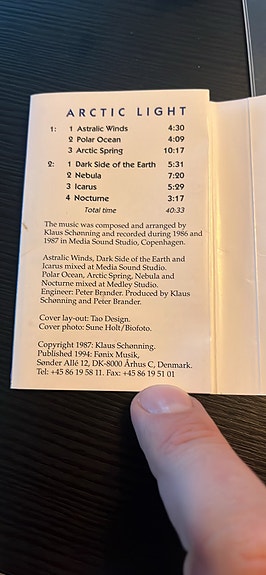 ARCTIC LIGHT
1: 1 Astralic Winds 4:30
2 Polar Ocean 4:09
3 Arctic Spring 10:17
2: 1 Dark Side of the Earth 5:31
2 Nebula 7:20
3 Icarus 5:29
4 Nocturne 3:17
Total time 40:33
The music was composed and arranged by
Klaus Schønning and recorded during 1986 and
1987 in Media Sound Studio, Copenhagen.
Astralic Winds, Dark Side of the Earth and
Icarus mixed at Media Sound Studio.
Polar Ocean, Arctic Spring, Nebula and
Nocturne mixed at Medley Studio.
Engineer: Peter Brander. Produced by Klaus
Schønning and Peter Brander.
Cover lay-out: Tao Design.
Cover photo: Sune Holt/Biofoto.
Copyright 1987: Klaus Schønning.
Published 1994: Fønix Musik,
Sønder Allé 12, DK-8000 Århus C, Denmark.
Tel: +45 86 19 58 11. Fax: +45 86 19 51 01